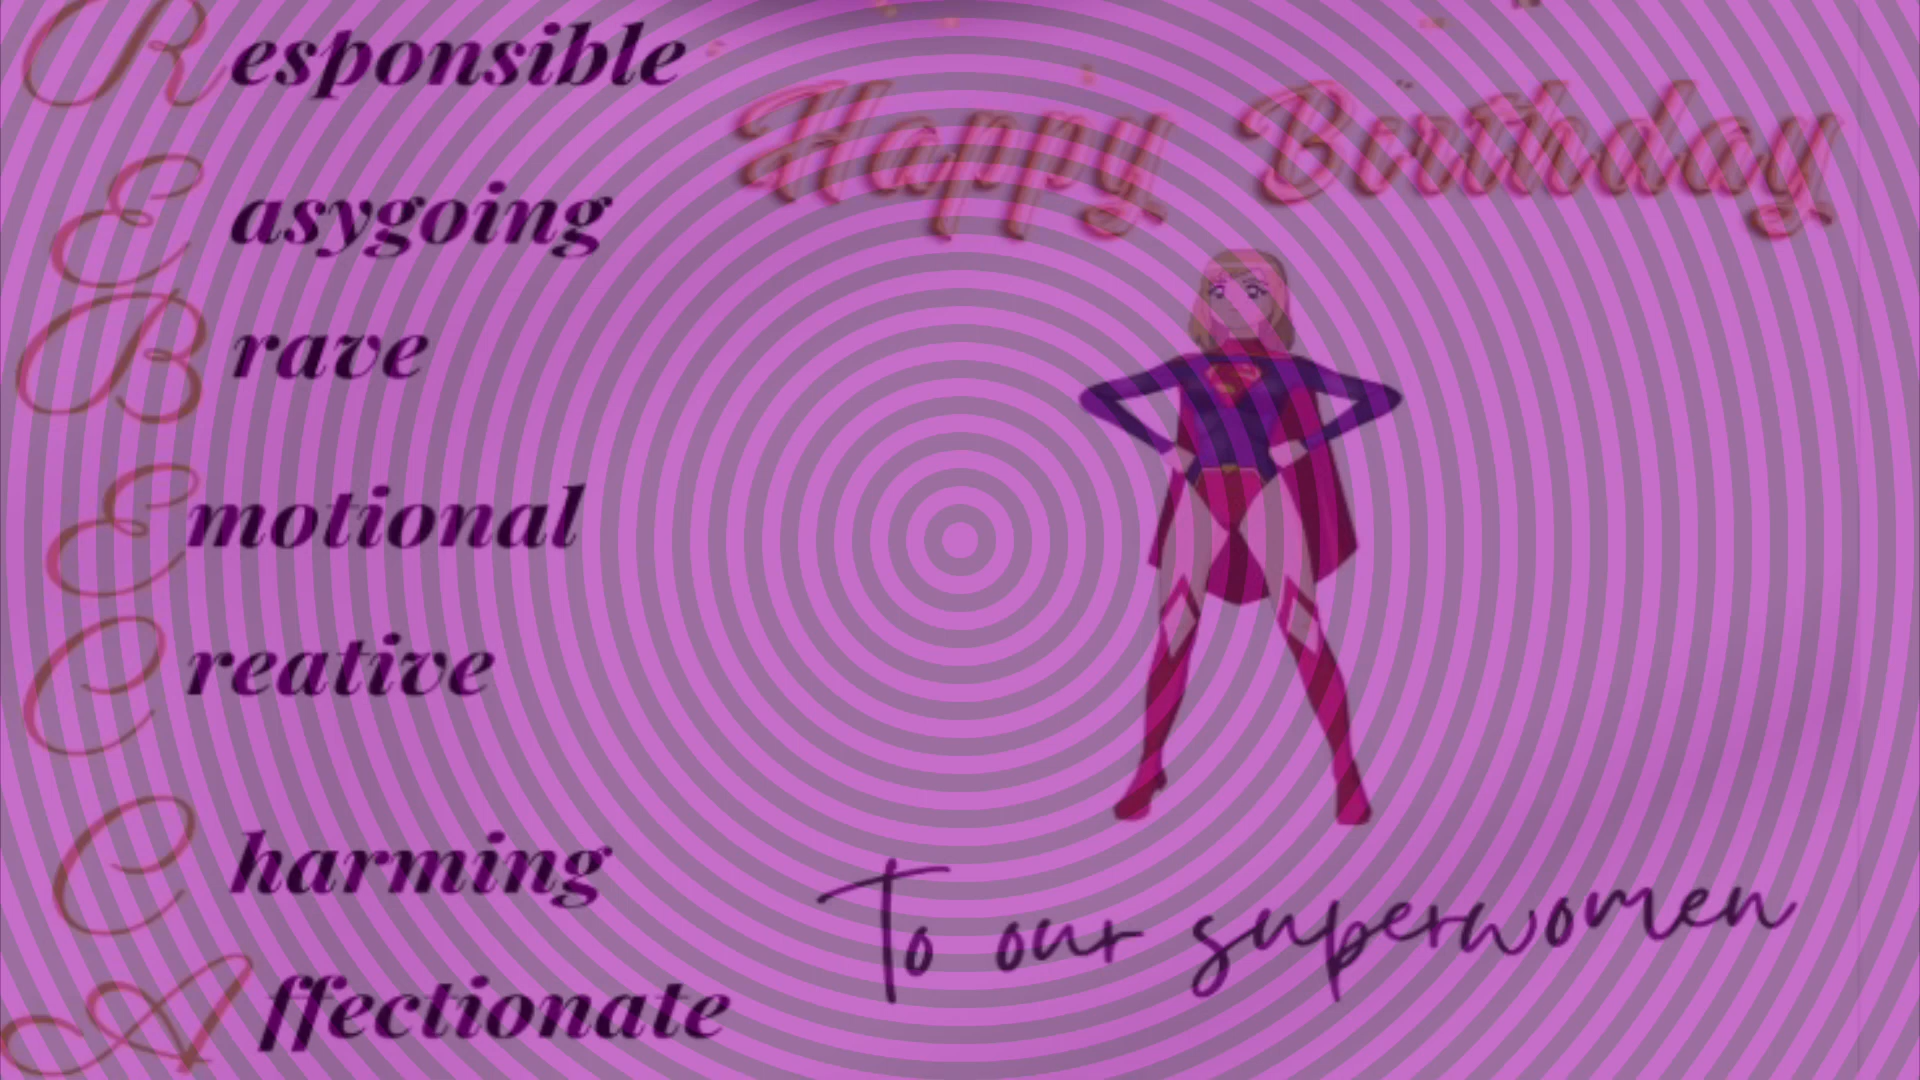 Responsible
Easygoing
Brave
Emotional
Creative
Charming
Affectionate
Happy Birthday
To our superwomen